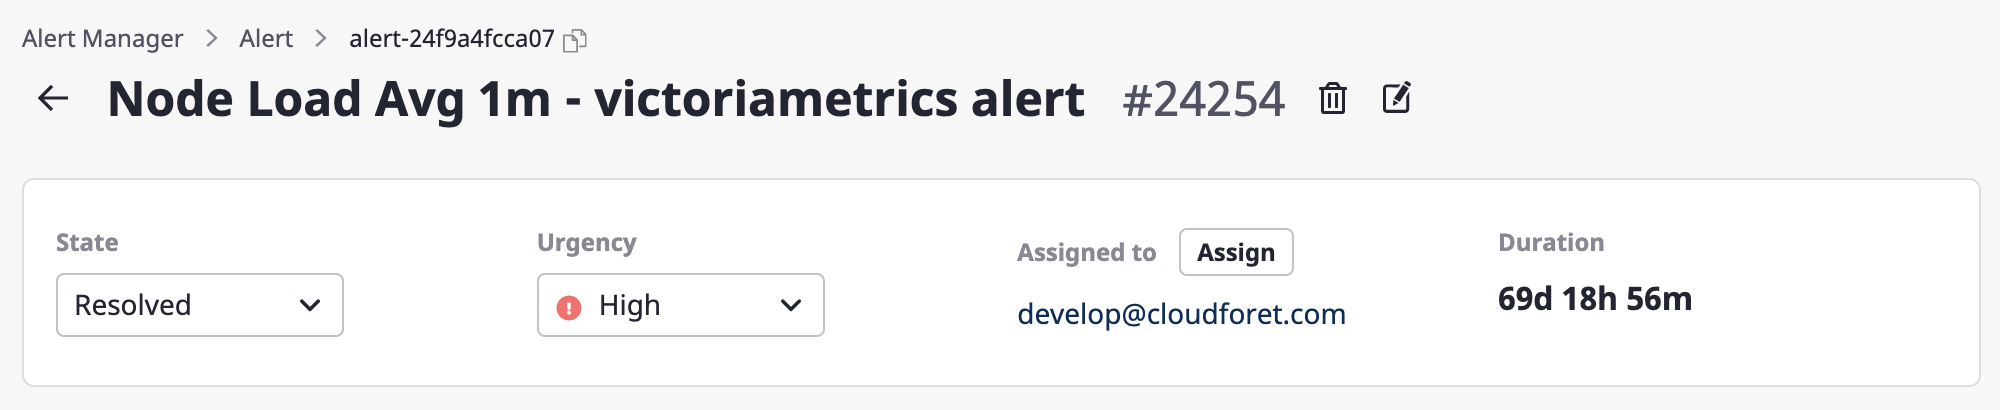 Alert Manager > Alert > alert-24f9a4fcca07
Node Load Avg 1m - victoriametrics alert #24254
State
Resolved
Urgency
High
Assigned to Assign
develop@cloudforet.com
Duration
69d 18h 56m